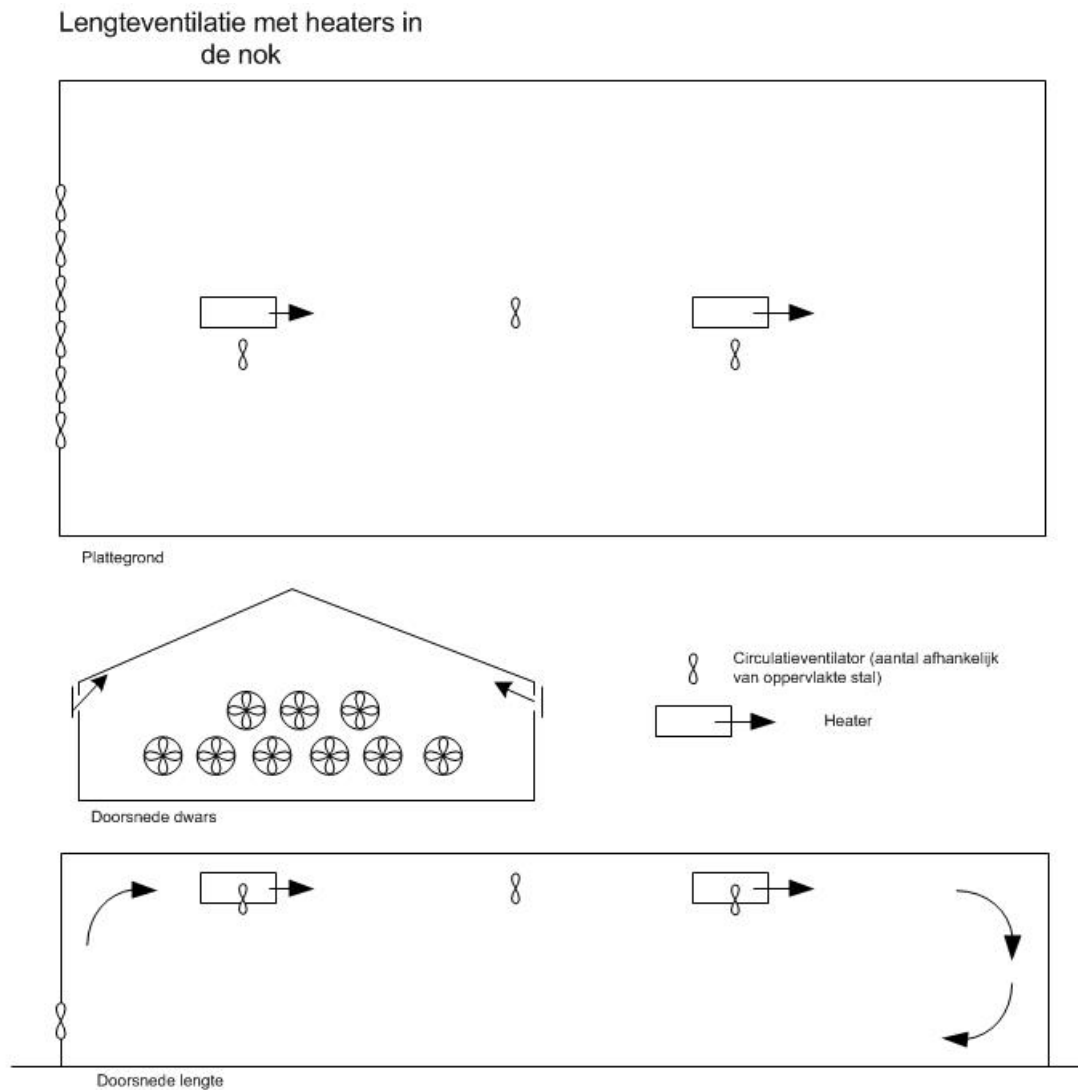 Lengteventilatie met heaters in
de nok
Plattegrond
Circulatieventilator (aantal afhankelijk
van oppervlakte stal)
Heater
Doorsnede dwars
Doorsnede lengte